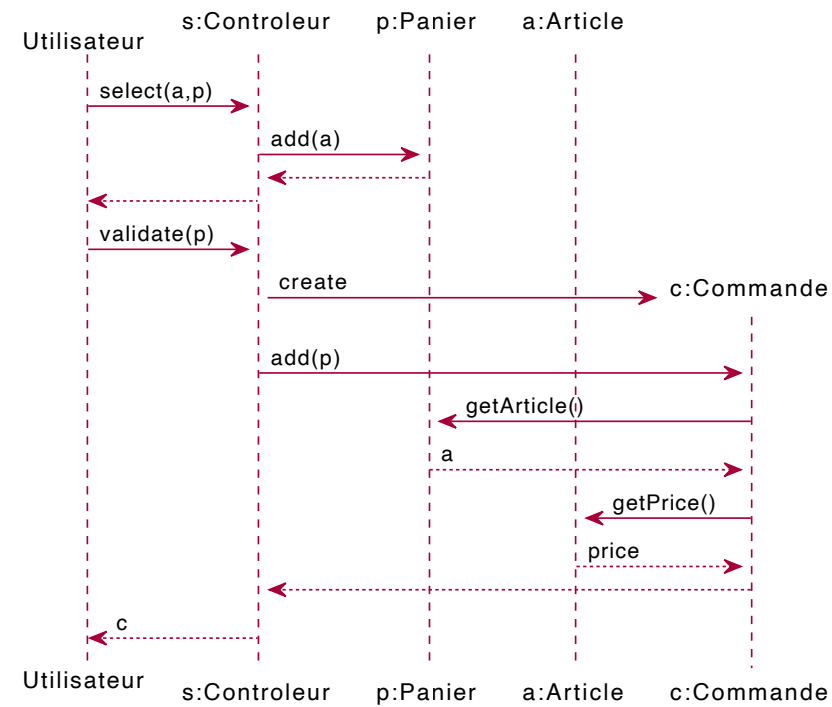 Utilisateur
s:Controleur
p:Panier
a:Article
select(a,p)
add(a)
validate(p)
create
c:Commande
add(p)
getArticle()
a
getPrice()
price
c
Utilisateur
s:Controleur
p:Panier
a:Article
c:Commande